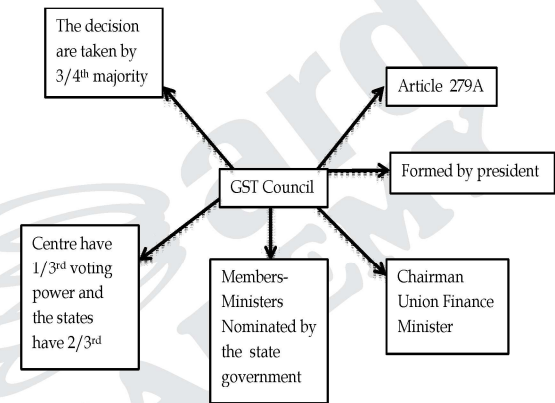 The decision
are taken by
3/4th majority
Article 279A
GST Council
Formed by president
Centre have
1/3rd voting
power and
the states
have 2/3rd
Members-
Ministers
Nominated by
the state
government
Chairman
Union Finance
Minister